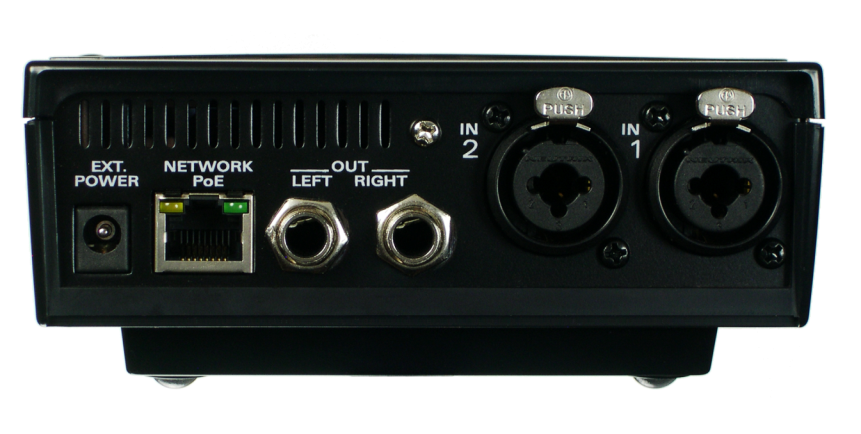 EXT.
POWER
NETWORK
PoE
OUT
LEFT RIGHT
IN
2
PUSH
IN
1
PUSH